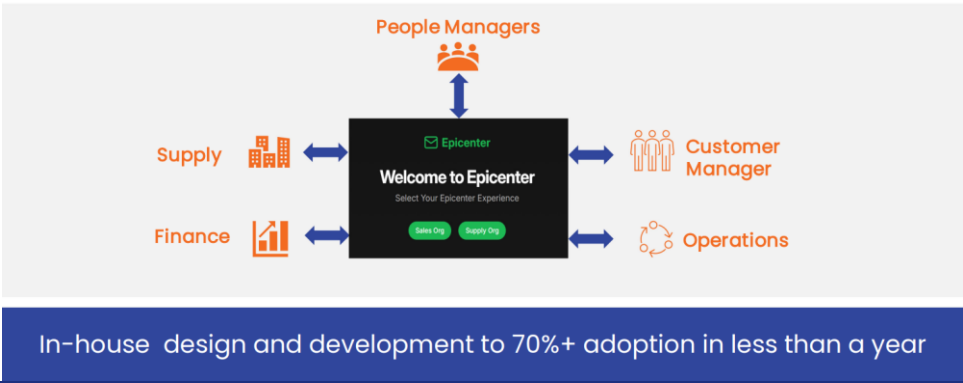 People Managers
Supply
Epicenter
Welcome to Epicenter
Select Your Epicenter Experience
Sales Org Supply Org
Customer
Manager
Finance
Operations
In-house design and development to 70%+ adoption in less than a year